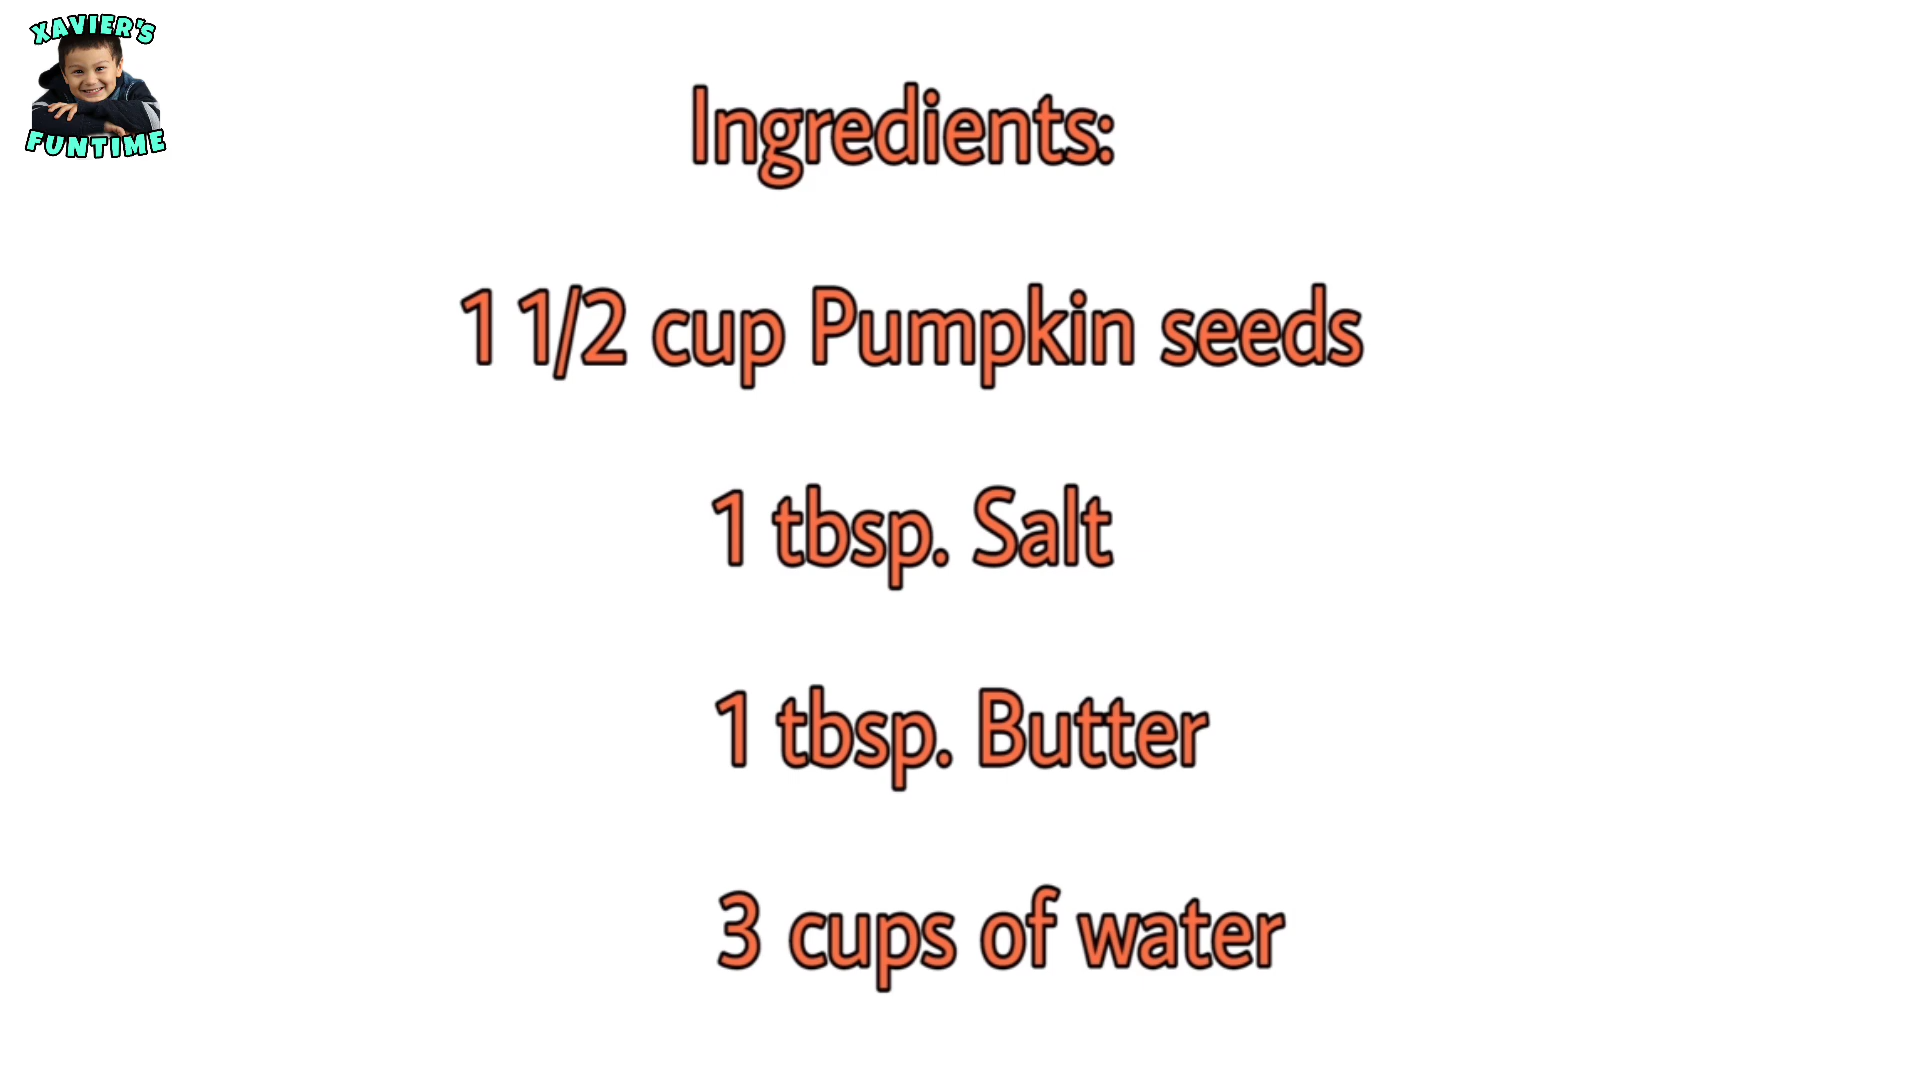 XAVIER'S
FUNTIME
Ingredients:
1 1/2 cup Pumpkin seeds
1 tbsp. Salt
1 tbsp. Butter
3 cups of water